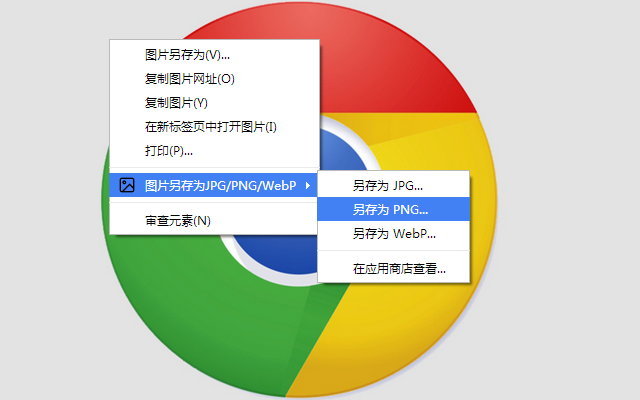 图片另存为(V)...
复制图片网址(O)
复制图片(Y)
在新标签页中打开图片(I)
打印(P)...
图片另存为JPG/PNG/WebP
审查元素(N)
另存为 JPG...
另存为 PNG...
另存为 WebP...
在应用商店查看...